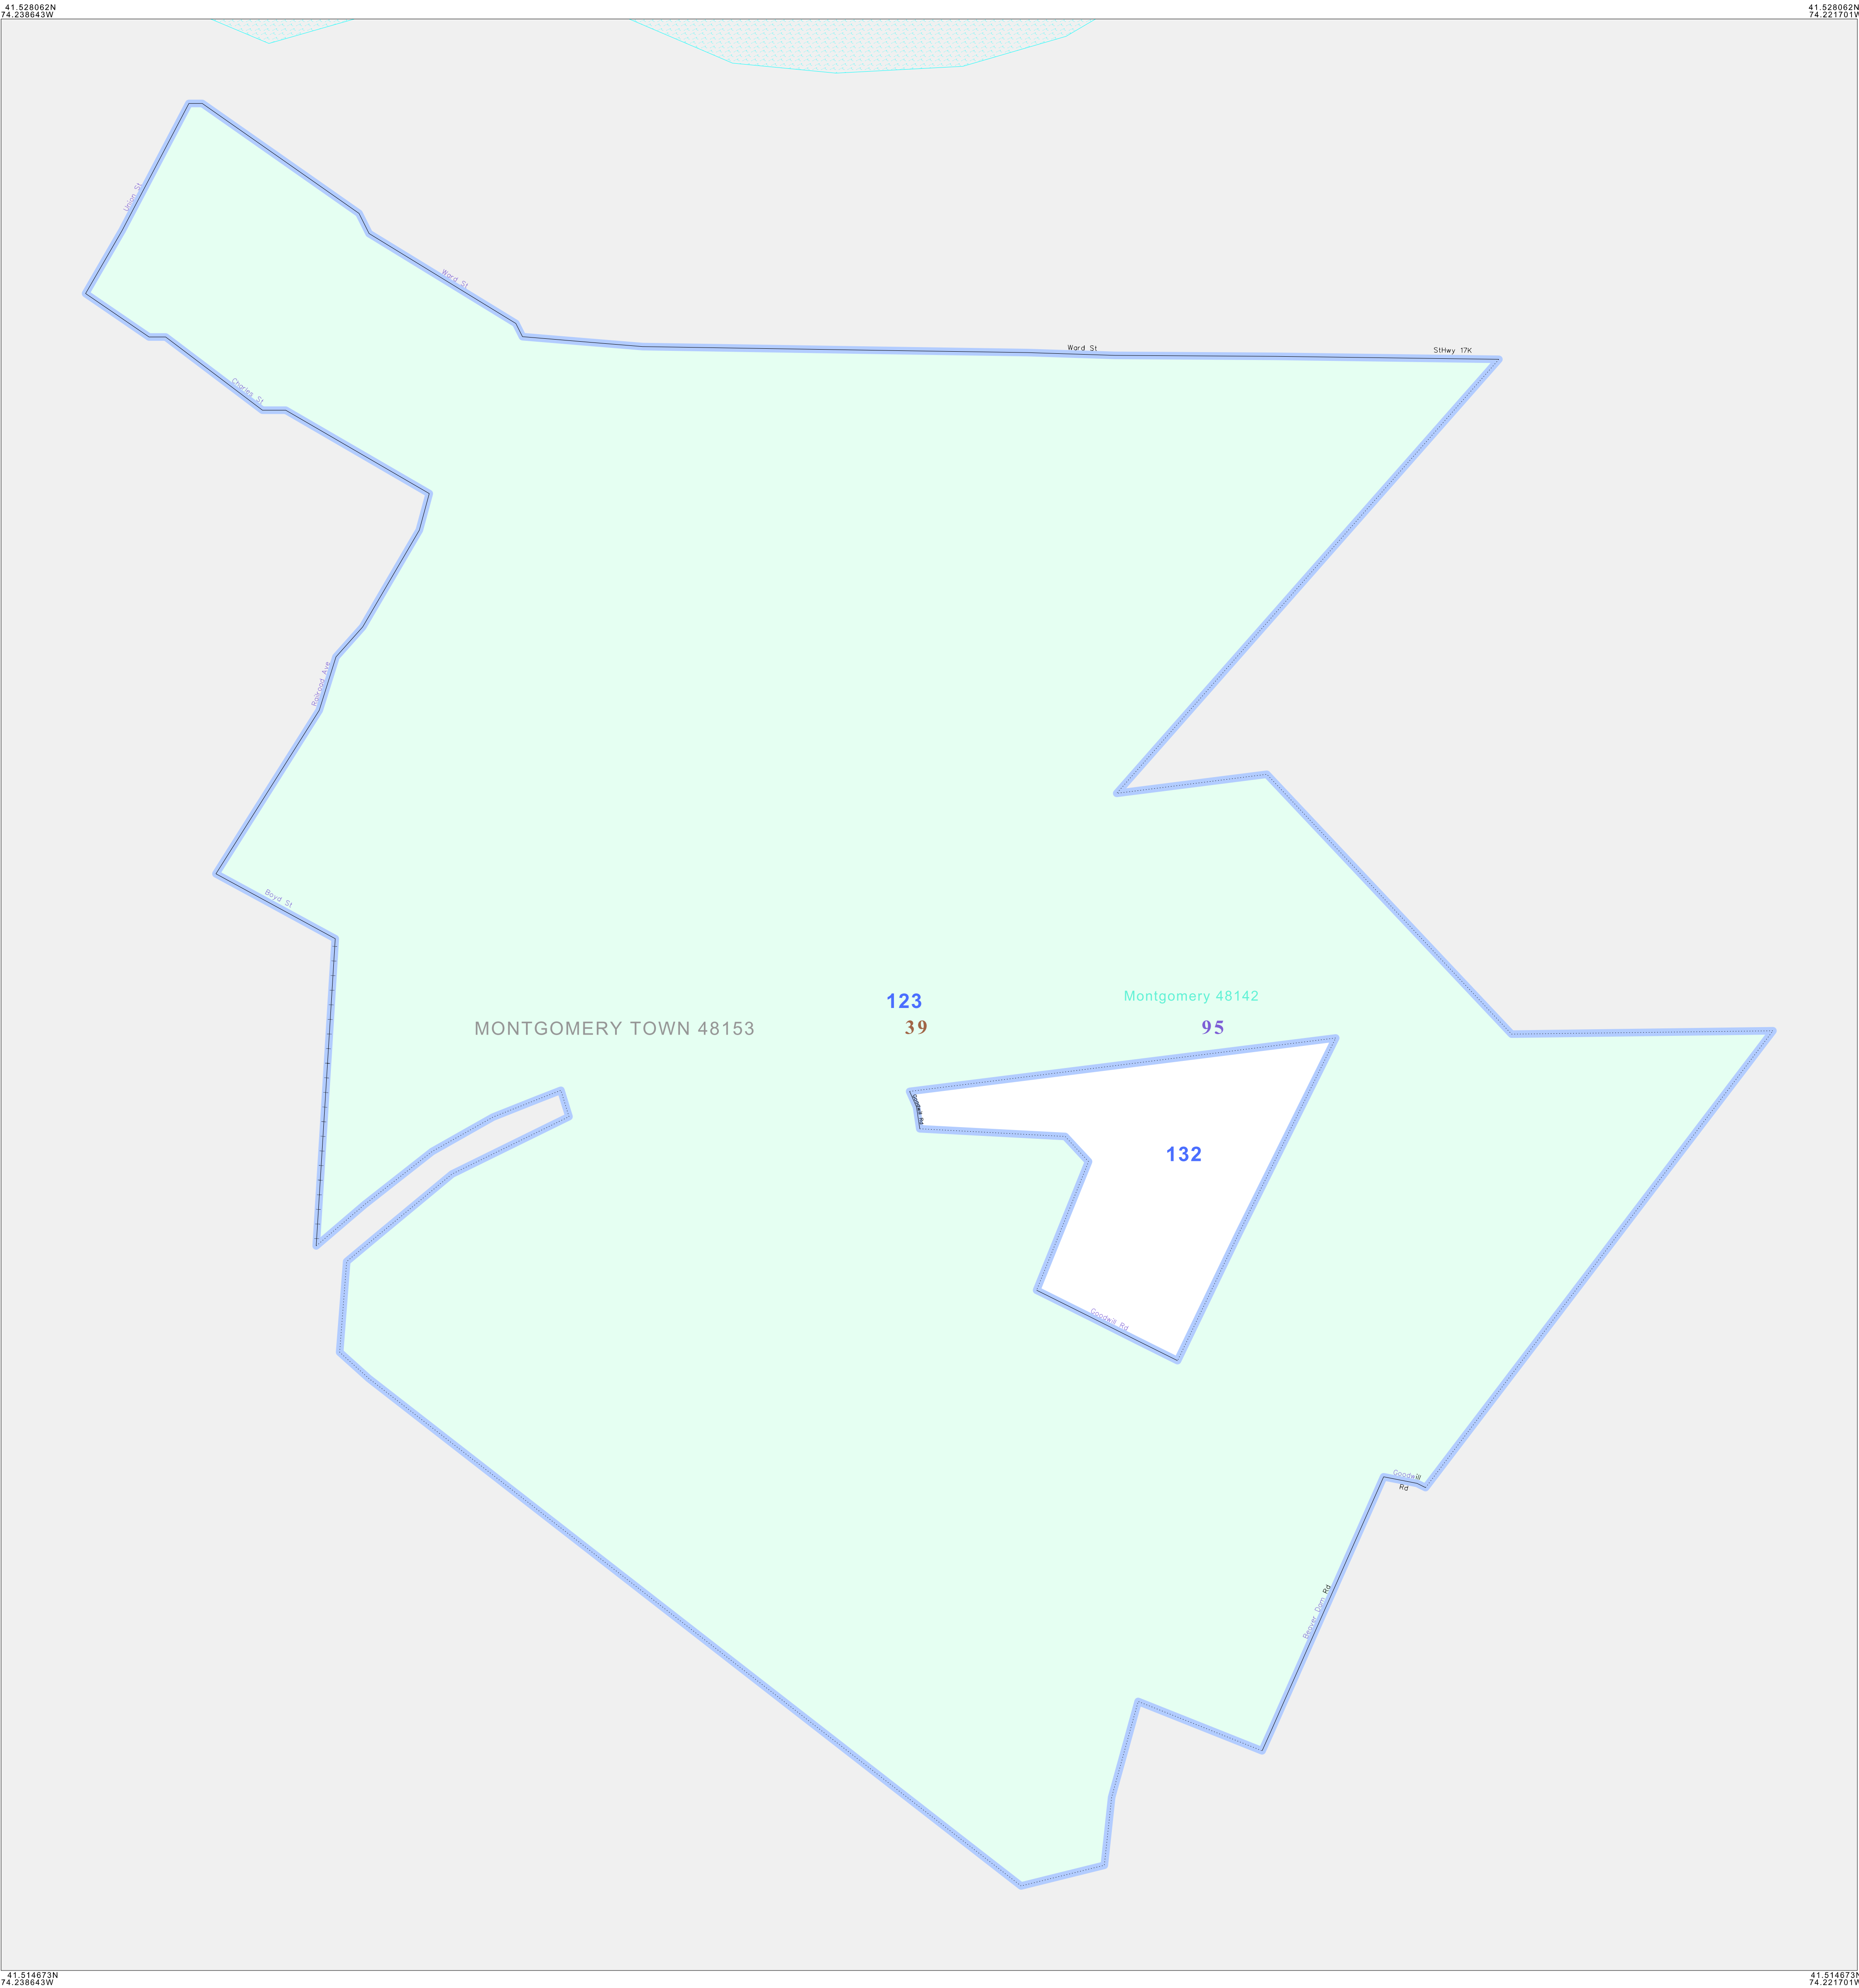 41.528062N
74.238643W
41.528062N
74.221701W
Union St
Ward St
Ward St
StHwy 17K
Charles St
Railroad Ave
Boyd St
123
Montgomery 48142
MONTGOMERY TOWN 48153
39
95
Goodwill Rd
132
Goodwill Rd
Goodwill
Rd
Beaver Dam Rd
41.514673N
74.238643W
41.514673N
74.221701W